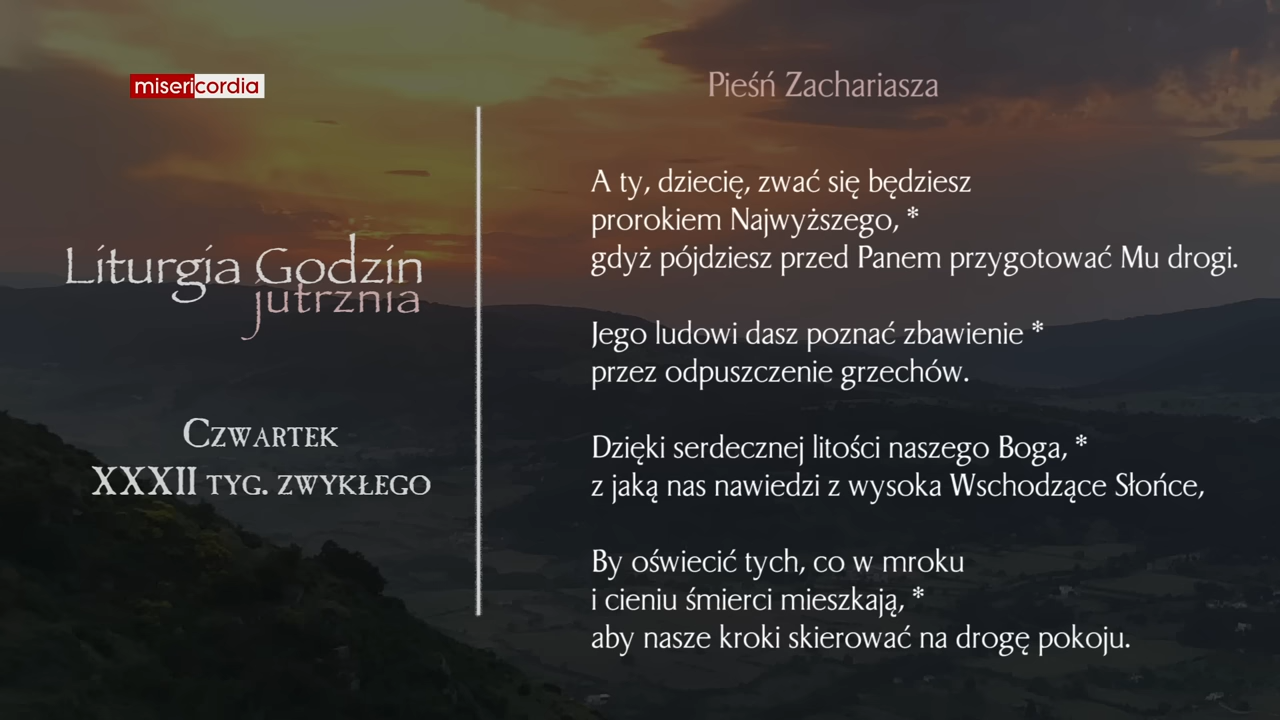 misericordia
Liturgia Godzin
jutrznia
Czwartek
XXXII tyg. zwykłego
Pieśń Zachariasza
A ty, dziecię, zwać się będziesz
prorokiem Najwyższego, *
gdyż pójdziesz przed Panem przygotować Mu drogi.
Jego ludowi dasz poznać zbawienie *
przez odpuszczenie grzechów.
Dzięki serdecznej litości naszego Boga, *
z jaką nas nawiedzi z wysoka Wschodzące Słońce,
By oświecić tych, co w mroku
i cieniu śmierci mieszkają, *
aby nasze kroki skierować na drogę pokoju.